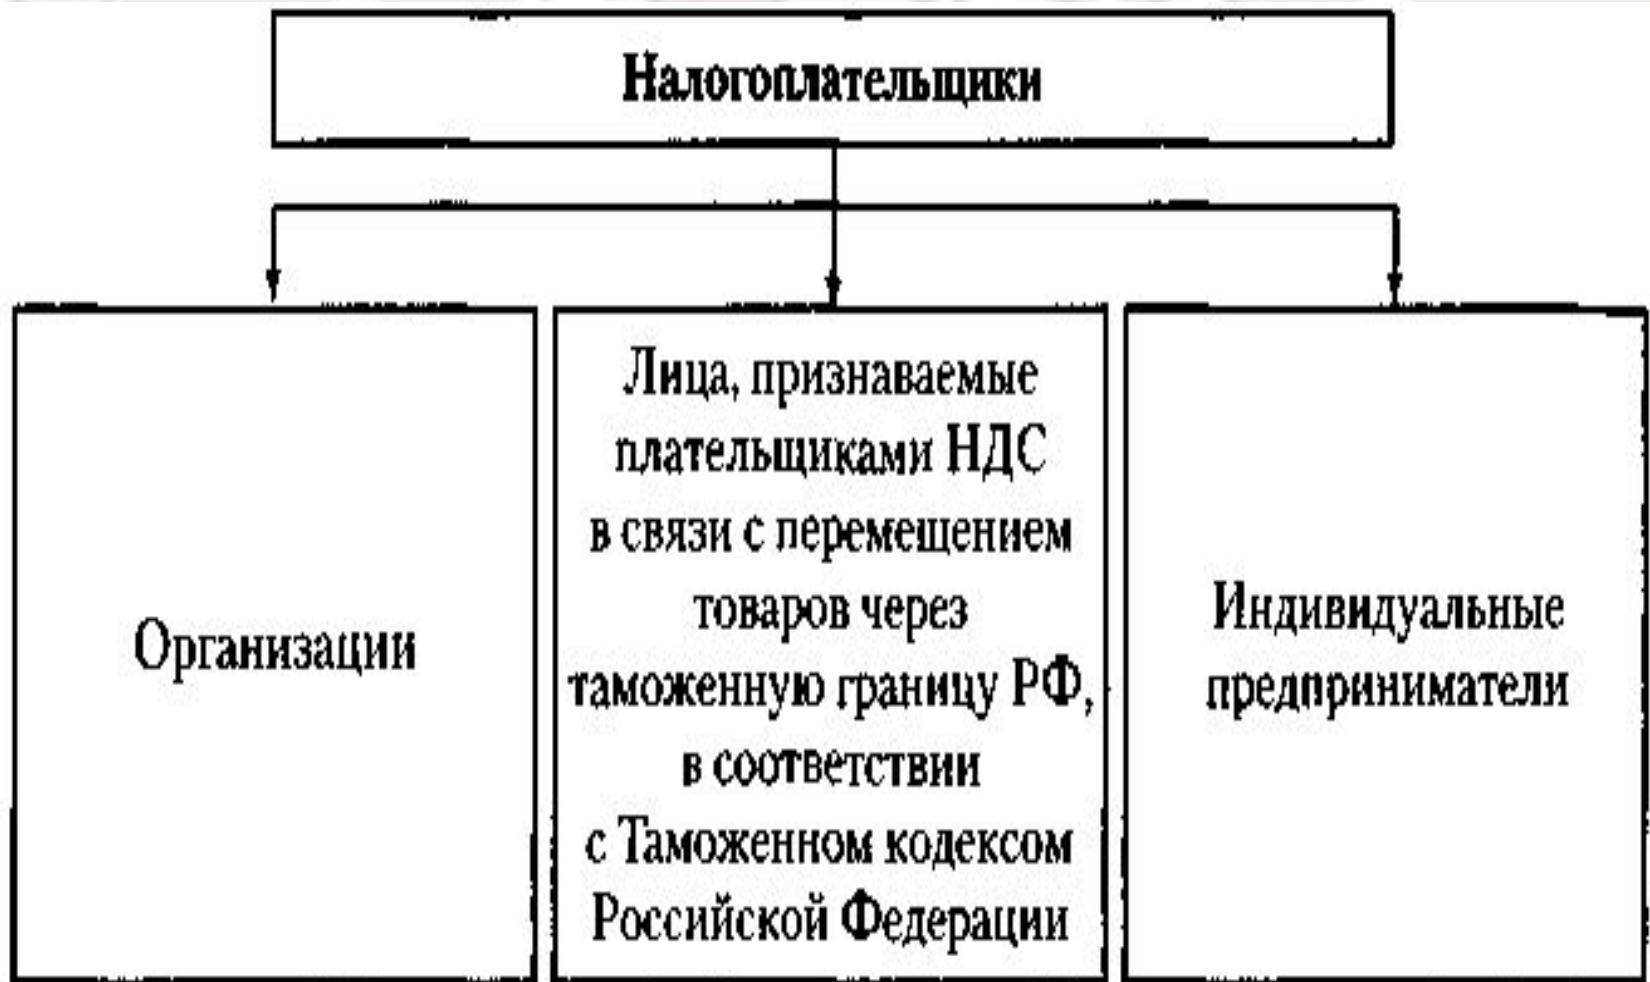 Налогоплательщики
Организации
Лица, признаваемые
плательщиками НДС
в связи с перемещением
товаров через
таможенную границу РФ,
в соответствии
с Таможенном кодексом
Российской Федерации
Индивидуальные
предприниматели